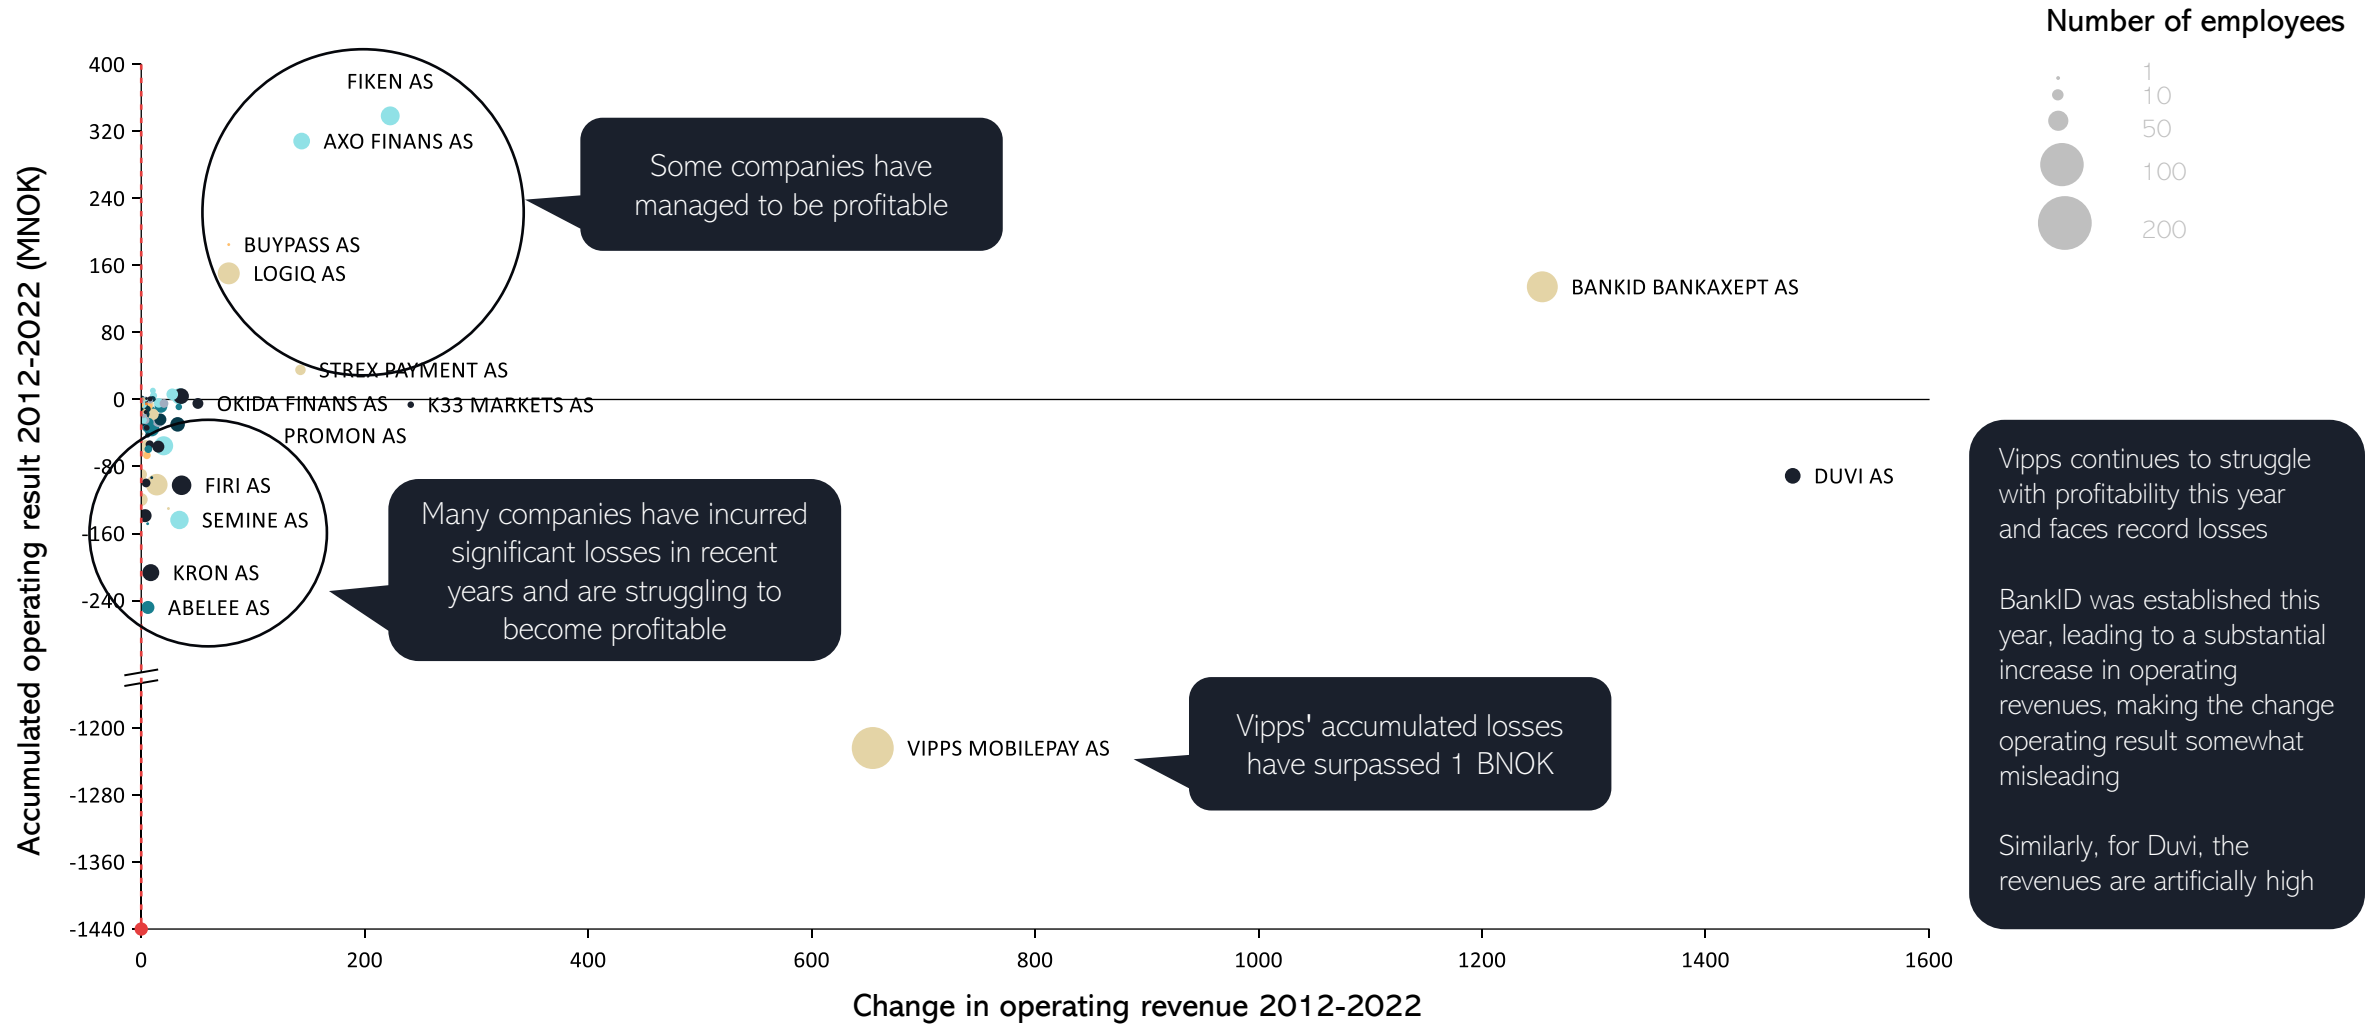 Number of employees
1
10
50
100
200
Accumulated operating result 2012-2022 (MNOK)
400
320
240
160
80
0
-80
-160
-240
-1200
-1280
-1360
-1440
FIKEN AS
AXO FINANS AS
BUYPASS AS
LOGIQ AS
STREX PAYMENT AS
OKIDA FINANS AS
K33 MARKETS AS
PROMON AS
FIRI AS
SEMINE AS
KRON AS
ABELEE AS
BANKID BANKAXEPT AS
DUVI AS
VIPPS MOBILEPAY AS
Some companies have
managed to be profitable
Many companies have incurred
significant losses in recent
years and are struggling to
become profitable
Vipps' accumulated losses
have surpassed 1 BNOK
Vipps continues to struggle
with profitability this year
and faces record losses
BankID was established this
year, leading to a substantial
increase in operating
revenues, making the change
operating result somewhat
misleading
Similarly, for Duvi, the
revenues are artificially high
0
200
400
600
800
1000
1200
1400
1600
Change in operating revenue 2012-2022